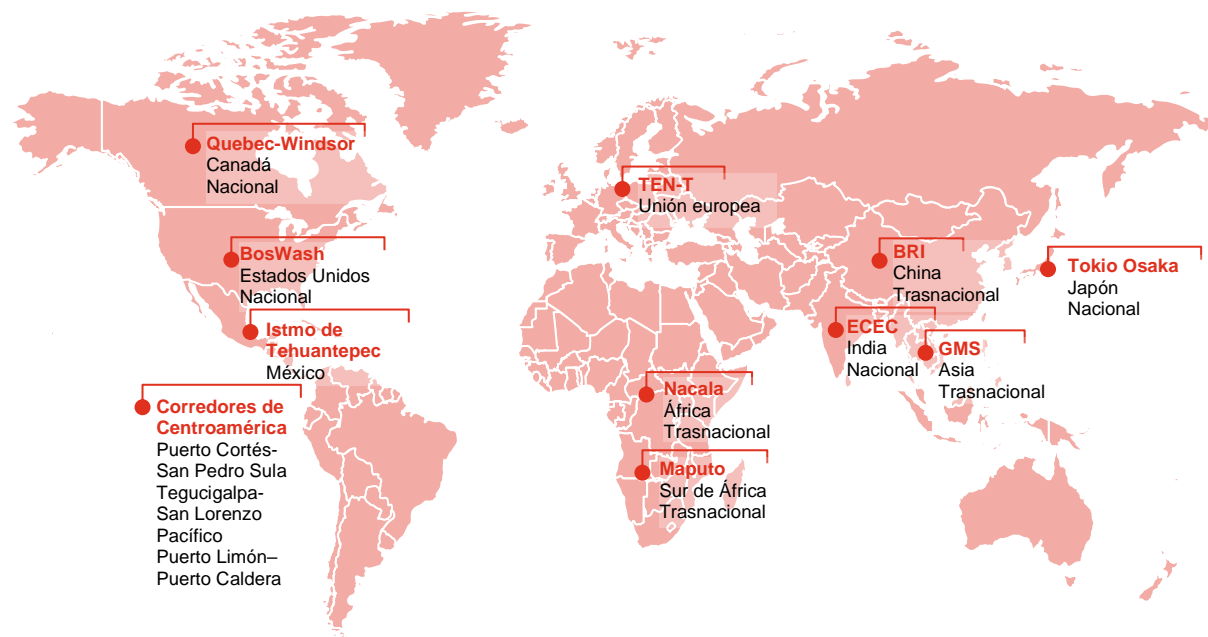 Quebec-Windsor
Canadá
Nacional
TEN-T
Unión europea
BosWash
Estados Unidos
Nacional
BRI
China
Trasnacional
Tokio Osaka
Japón
Nacional
Istmo de
Tehuantepec
México
ECEC
India
Nacional
GMS
Asia
Trasnacional
Nacala
África
Trasnacional
Corredores de
Centroamérica
Puerto Cortés-
San Pedro Sula
Tegucigalpa-
San Lorenzo
Pacífico
Puerto Limón–
Puerto Caldera
Maputo
Sur de África
Trasnacional